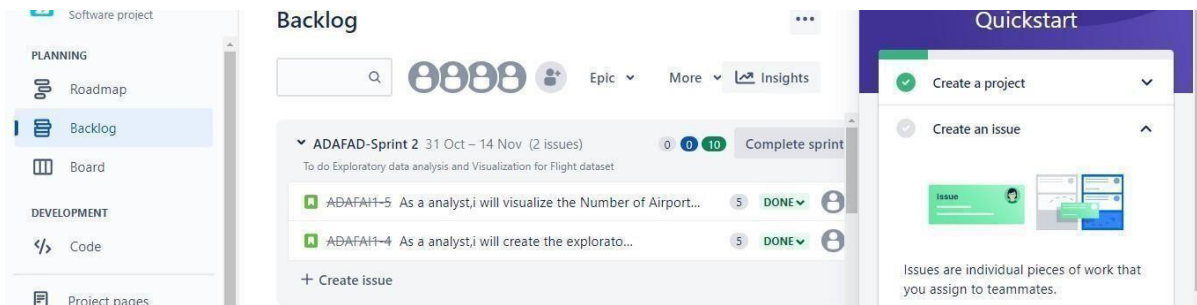 Software project
PLANNING
Roadmap
Backlog
Board
DEVELOPMENT
Code
Project pages
Backlog
Epic
More
Insights
ADAFAD-Sprint 2 31 Oct – 14 Nov (2 issues)
0 0 10
Complete sprint
To do Exploratory data analysis and Visualization for Flight dataset
ADAFAI1-5 As a analyst,i will visualize the Number of Airport... 5 DONE
ADAFAI1-4 As a analyst,i will create the explorato... 5 DONE
+ Create issue
Quickstart
Create a project
Create an issue
Issue
Issues are individual pieces of work that
you assign to teammates.